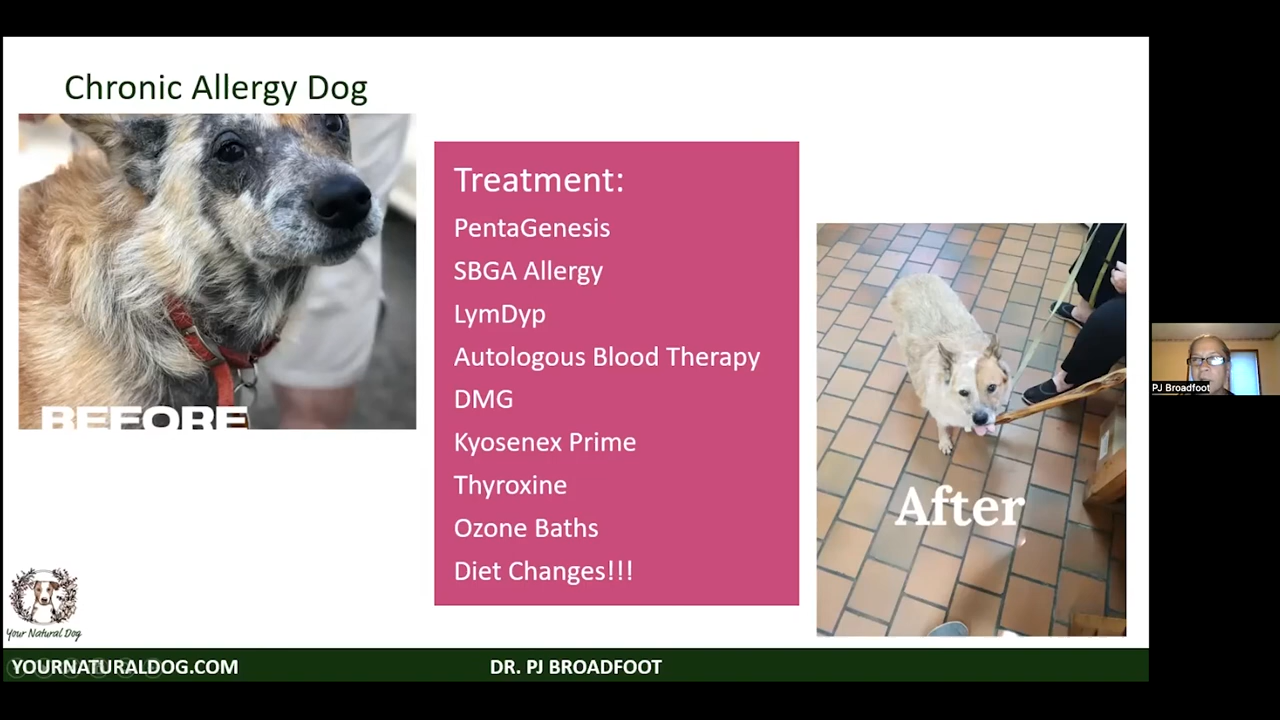 Chronic Allergy Dog
BEFORE
Treatment:
PentaGenesis
SBGA Allergy
LymDyp
Autologous Blood Therapy
DMG
Kyosenex Prime
Thyroxine
Ozone Baths
Diet Changes!!!
After
PJ Broadfoot
Your Natural Dog
YOURNATURALDOG.COM
DR. PJ BROADFOOT